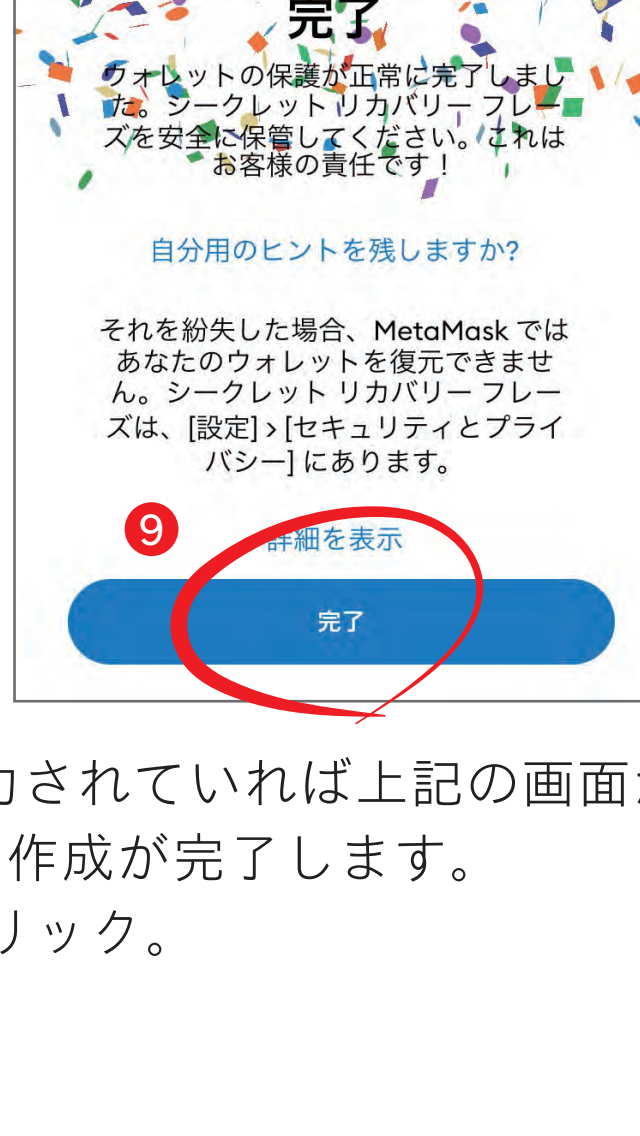 完了
ウォレットの保護が正常に完了しまし
た。シークレット リカバリー フレー
ズを安全に保管してください。これは
お客様の責任です！
自分用のヒントを残しますか?
それを紛失した場合、MetaMask では
あなたのウォレットを復元できませ
ん。シークレット リカバリー フレー
ズは、[設定] > [セキュリティとプライ
バシー] にあります。
9
詳細を表示
完了
されていれば上記の画面
作成が完了します。
リック。